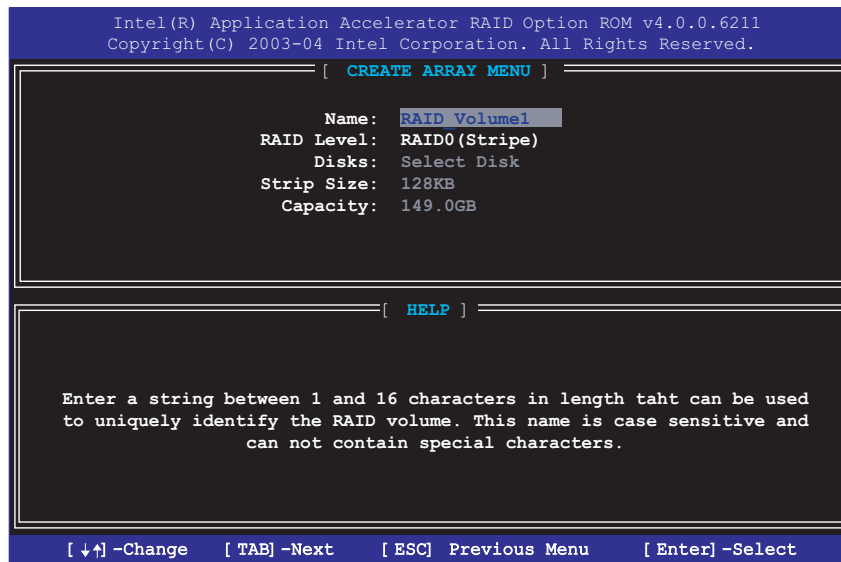 Intel(R) Application Accelerator RAID Option ROM v4.0.0.6211
Copyright(C) 2003-04 Intel Corporation. All Rights Reserved.
[ CREATE ARRAY MENU ]
Name: RAID_Volume1
RAID Level: RAID0(Stripe)
Disks: Select Disk
Strip Size: 128KB
Capacity: 149.0GB
[ HELP ]
Enter a string between 1 and 16 characters in length taht can be used
to uniquely identify the RAID volume. This name is case sensitive and
can not contain special characters.
[↓↑]-Change [TAB]-Next [ESC] Previous Menu [Enter]-Select